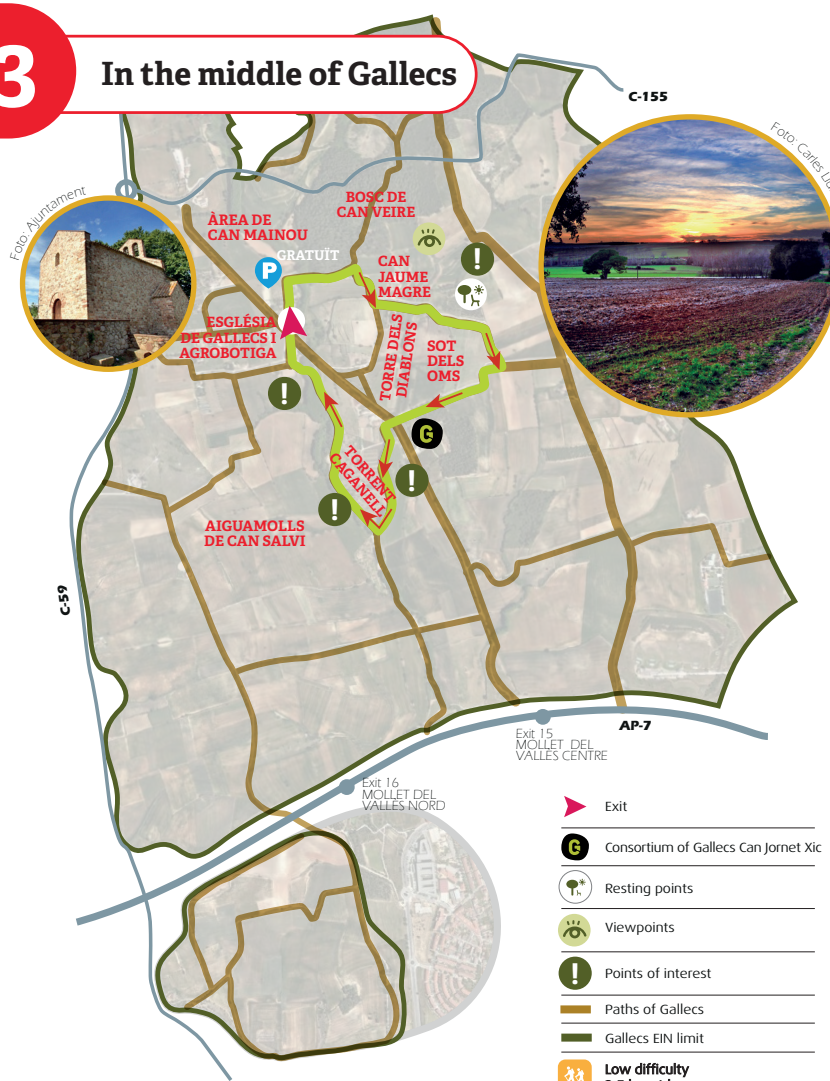 3
In the middle of Gallecs
C-155
Foto: Ajuntament
Foto: Carles
BOSC DE
CAN VEIRE
ÀREA DE
CAN MAINOU
GRATUÏT
P
CAN
JAUME
MAGRE
ESGLÉSIA
DE GALLECS I
AGROBOTIGA
TORRE DELS
DIABLONS
SOT
DELS
OMS
G
TORRENT
CAGANELL
AIGUAMOLLS
DE CAN SALVI
C-59
AP-7
Exit 15
MOLLET DEL
VALLÈS CENTRE
Exit 16
MOLLET DEL
VALLÈS NORD
Exit
G
Consortium of Gallecs Can Jornet Xic
Resting points
Viewpoints
Points of interest
Paths of Gallecs
Gallecs EIN limit
Low difficulty